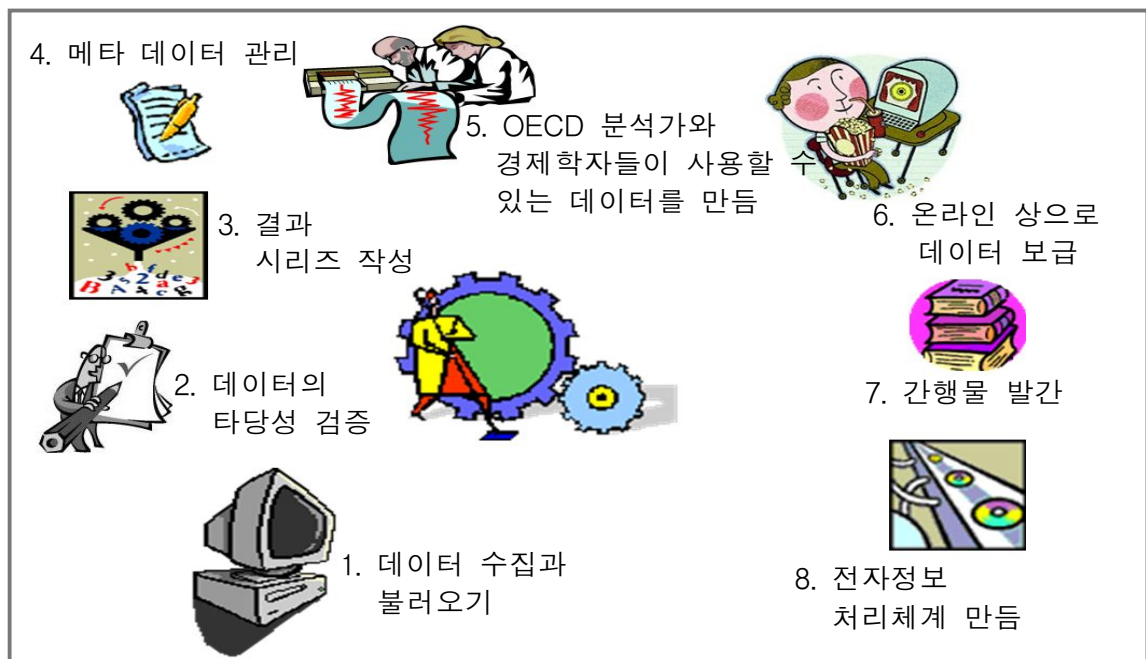 4. 메타 데이터 관리
5. OECD 분석가와
경제학자들이 사용할 수
있는 데이터를 만듬
3. 결과
시리즈 작성
6. 온라인 상으로
데이터 보급
2. 데이터의
타당성 검증
7. 간행물 발간
1. 데이터 수집과
불러오기
8. 전자정보
처리체계 만듬